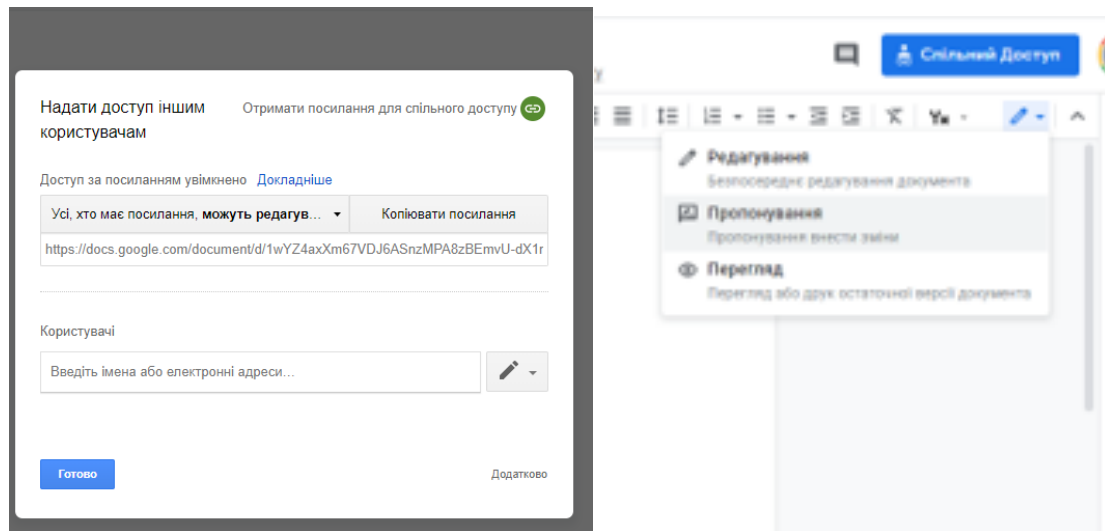 Надати доступ іншим
користувачам
Отримати посилання для спільного доступу
Доступ за посиланням увімкнено Докладніше
Усі, хто має посилання, можуть редагув... Копіювати посилання
https://docs.google.com/document/d/1wYZ4axXm67VDJ6ASnzMPA8zBEmvU-dX1r
Користувачі
Введіть імена або електронні адреси...
Готово
Додатково
Спільний Доступ
Редагування
Безпосереднє редагування документа
Пропонування
Пропонування внести зміни
Перегляд
Перегляд або друк остаточної версії документа